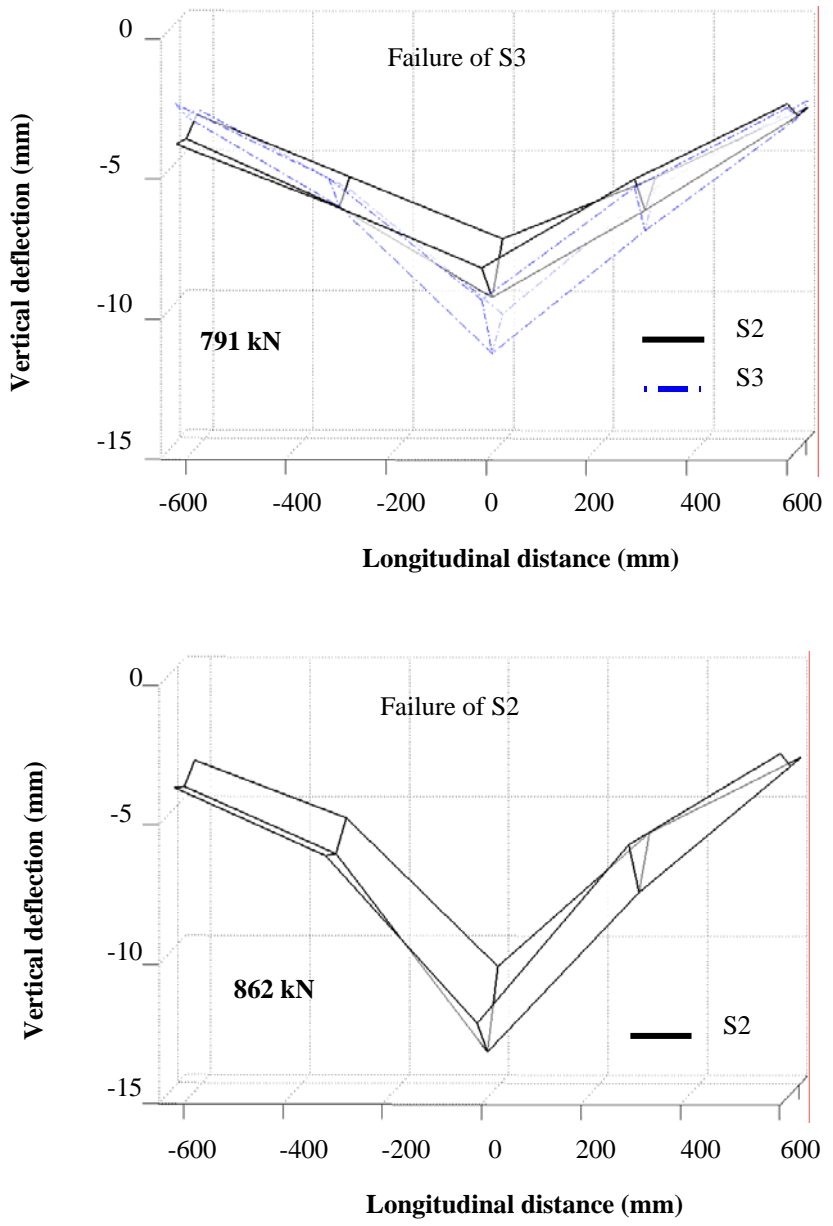 0
Failure of S3
-5
-10
-15
Vertical deflection (mm)
791 kN
S2
S3
-600 -400 -200 0 200 400 600
Longitudinal distance (mm)
0
Failure of S2
-5
-10
-15
Vertical deflection (mm)
862 kN
S2
-600 -400 -200 0 200 400 600
Longitudinal distance (mm)